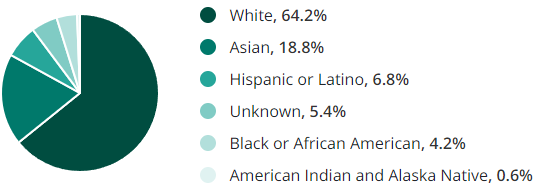 White, 64.2%
Asian, 18.8%
Hispanic or Latino, 6.8%
Unknown, 5.4%
Black or African American, 4.2%
American Indian and Alaska Native, 0.6%